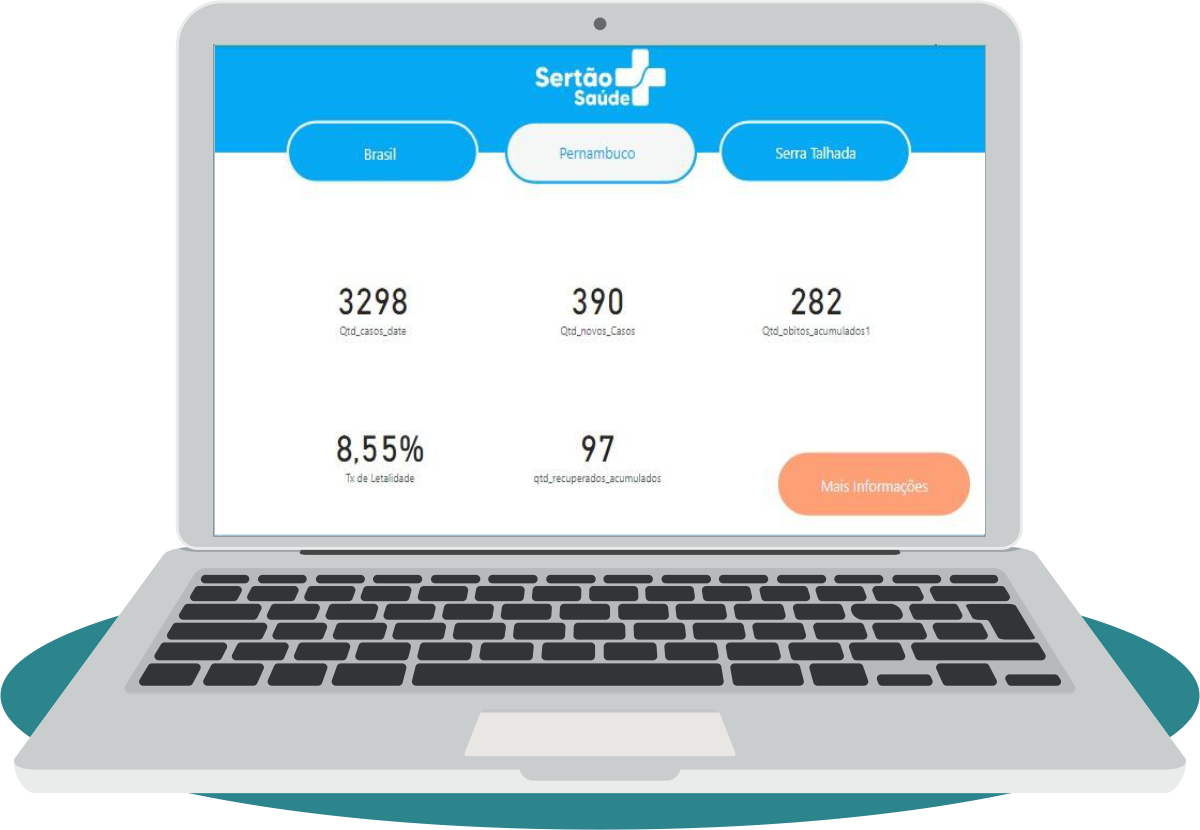 Sertão
Saúde
Brasil
Pernambuco
Serra Talhada
3298
390
282
Qtd_casos_date
Qtd_novos_Casos
Qtd_obitos_acumulados1
8,55%
97
Tx de Letalidade
qtd_recuperados_acumulados
Mais Informações